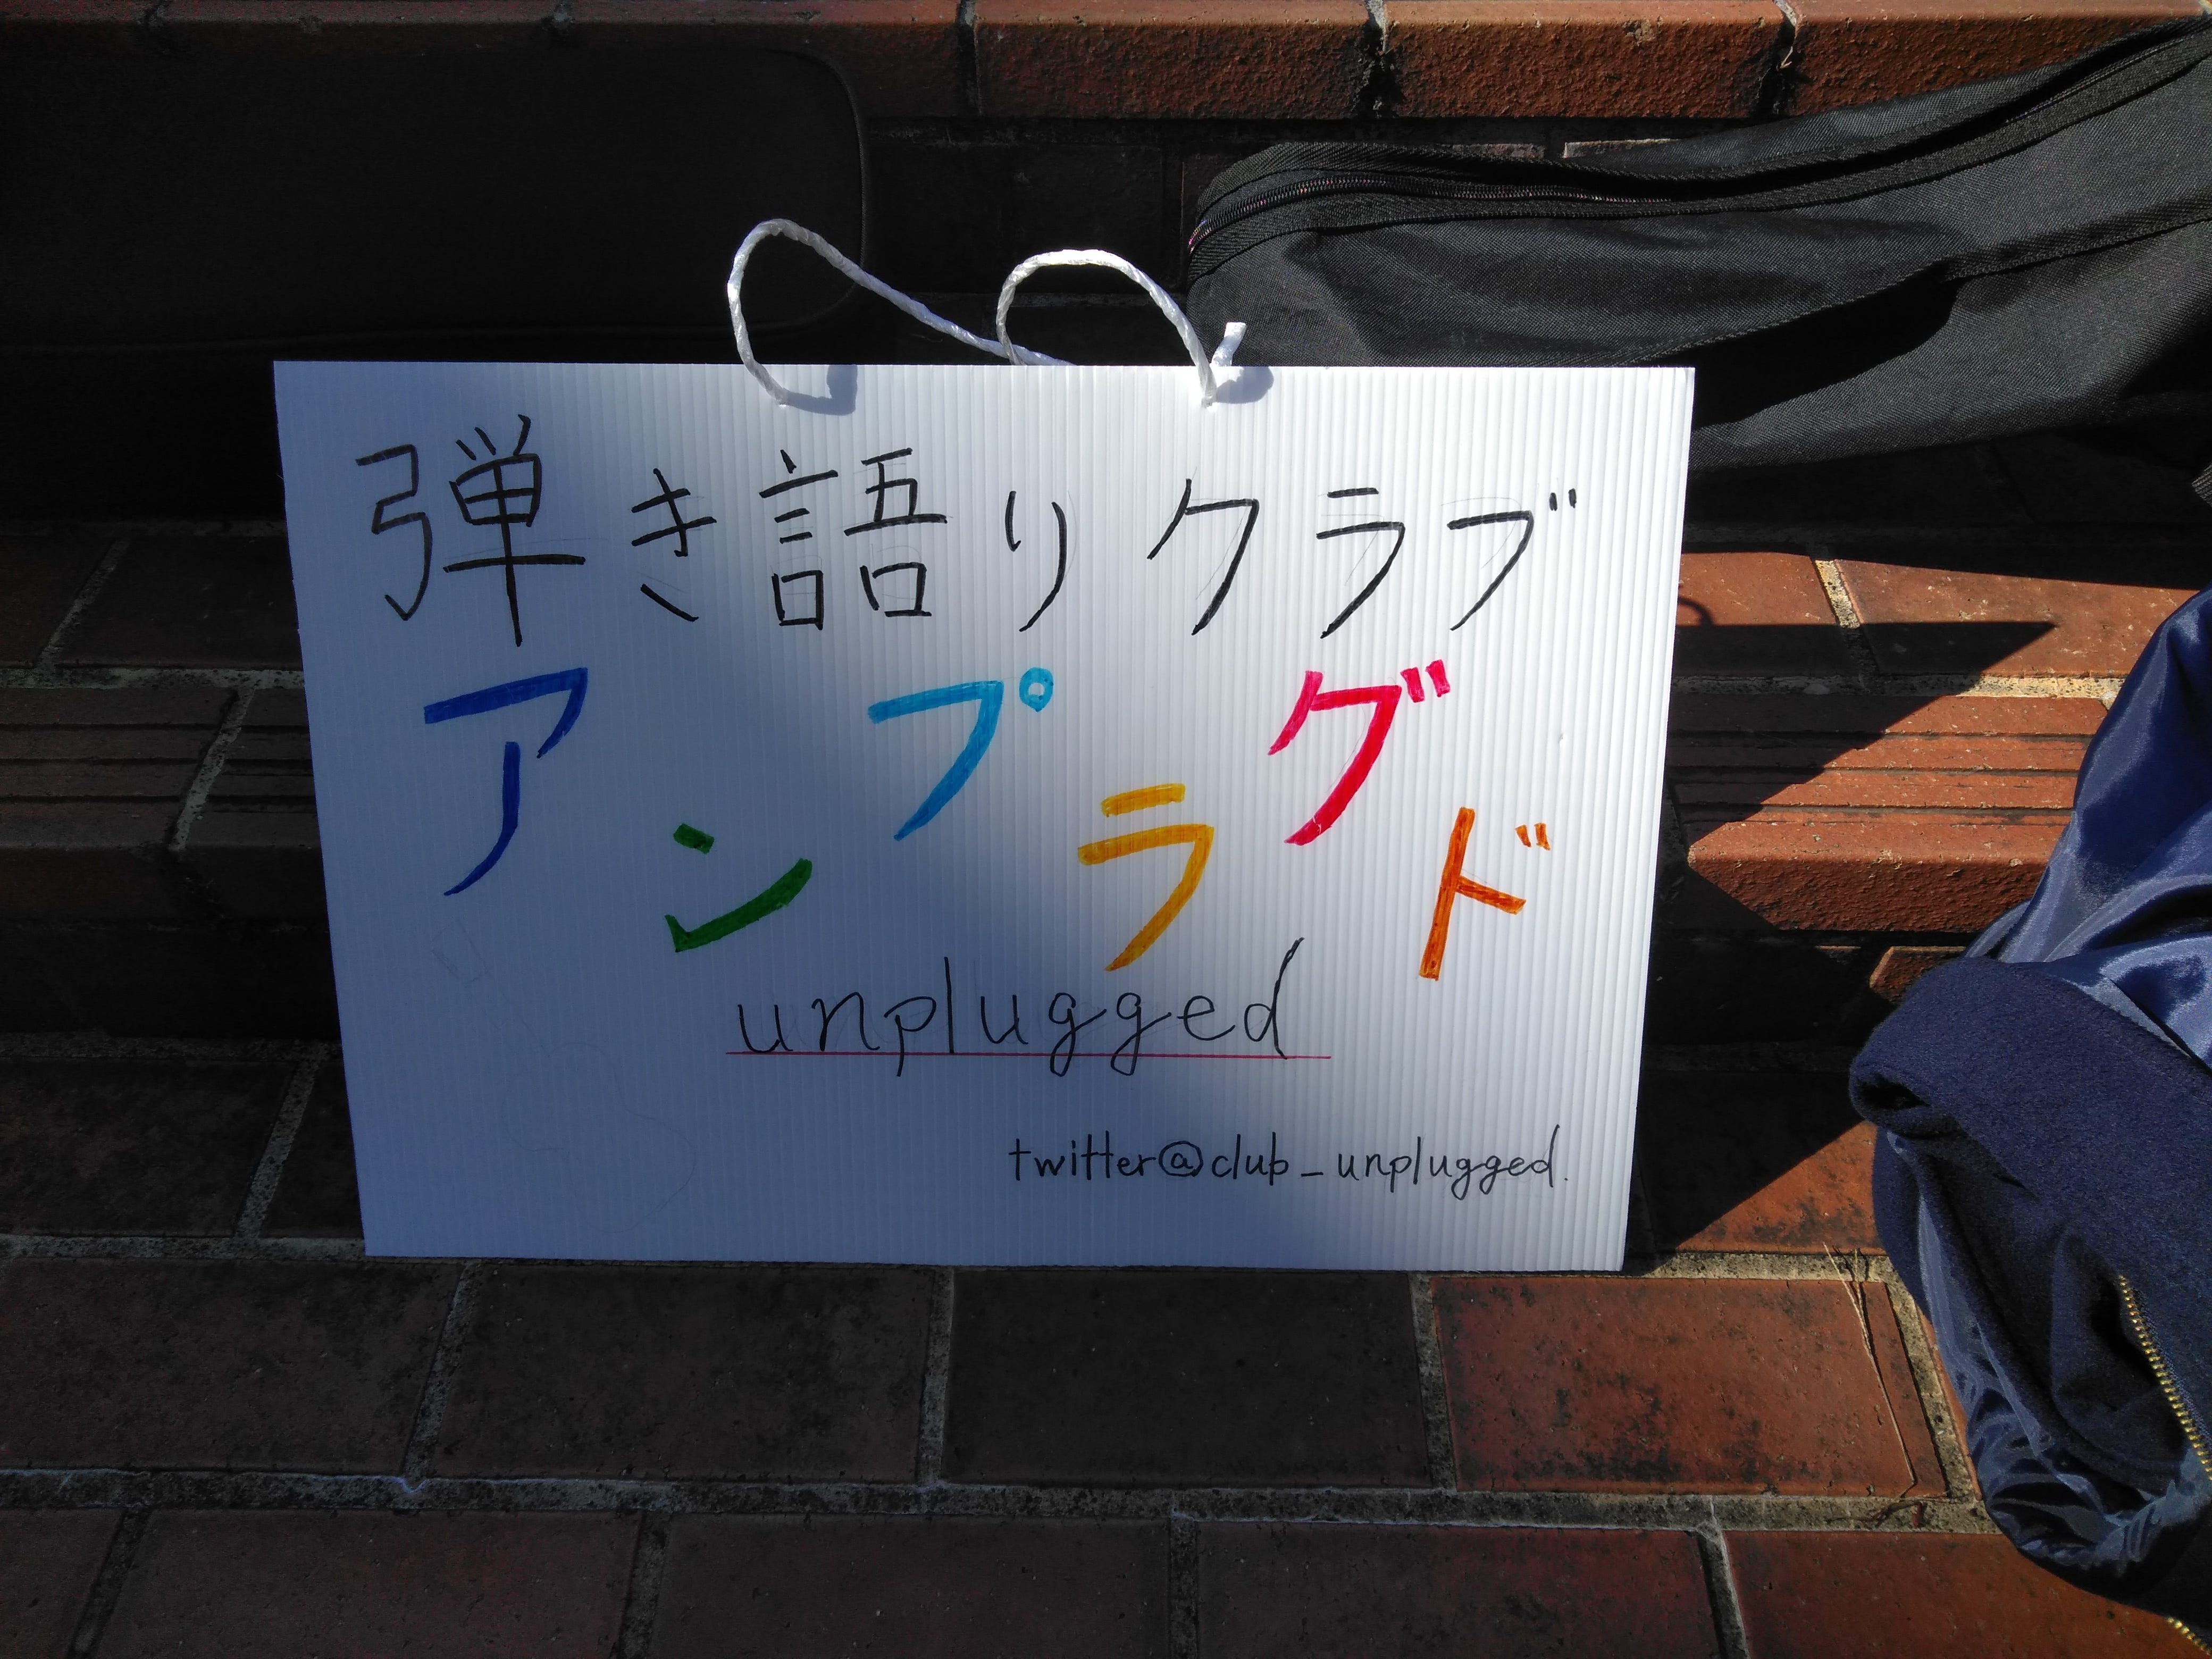 弾き語りクラブ
アンプラグド
unplugged
twitter@club_unplugged.